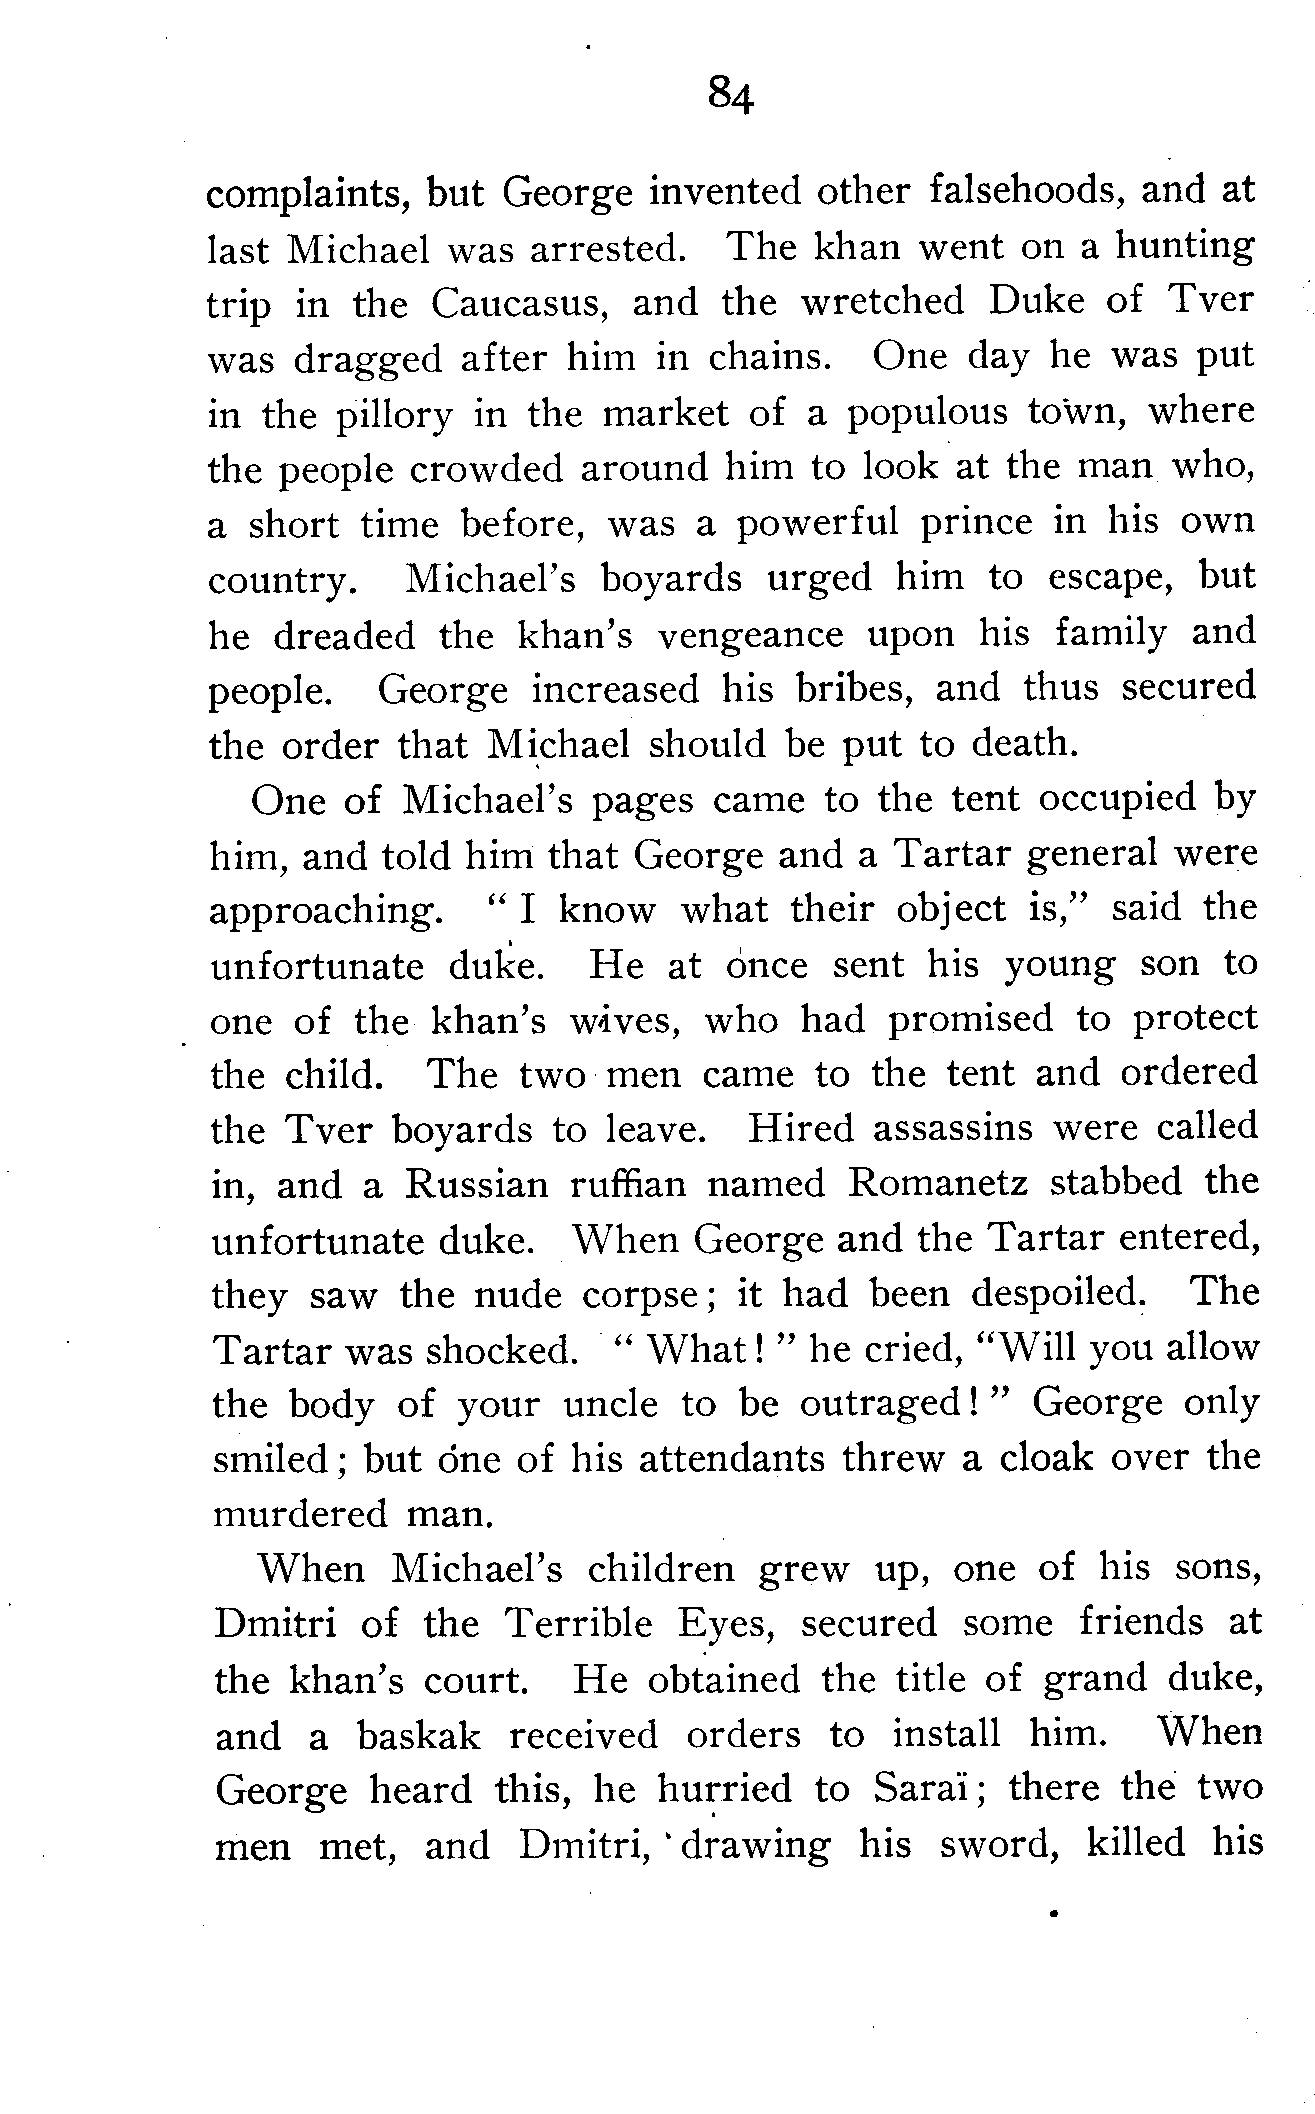 84
complaints, but George invented other falsehoods, and at
last Michael was arrested. The khan went on a hunting
trip in the Caucasus, and the wretched Duke of Tver
was dragged after him in chains. One day he was put
in the pillory in the market of a populous town, where
the people crowded around him to look at the man who,
a short time before, was a powerful prince in his own
country. Michael's boyards urged him to escape, but
he dreaded the khan's vengeance upon his family and
people. George increased his bribes, and thus secured
the order that Michael should be put to death.
One of Michael's pages came to the tent occupied by
him, and told him that George and a Tartar general were
approaching. " I know what their object is," said the
unfortunate duke. He at once sent his young son to
one of the khan's wives, who had promised to protect
the child. The two men came to the tent and ordered
the Tver boyards to leave. Hired assassins were called
in, and a Russian ruffian named Romanetz stabbed the
unfortunate duke. When George and the Tartar entered,
they saw the nude corpse; it had been despoiled. The
Tartar was shocked. " What! " he cried, "Will you allow
the body of your uncle to be outraged! " George only
smiled; but one of his attendants threw a cloak over the
murdered man.
When Michael's children grew up, one of his sons,
Dmitri of the Terrible Eyes, secured some friends at
the khan's court. He obtained the title of grand duke,
and a baskak received orders to install him. When
George heard this, he hurried to Saraï; there the two
men met, and Dmitri, drawing his sword, killed his